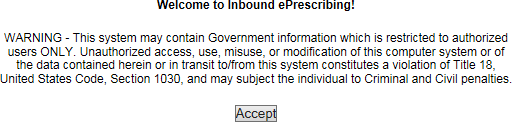 Welcome to Inbound ePrescribing!
WARNING - This system may contain Government information which is restricted to authorized
users ONLY. Unauthorized access, use, misuse, or modification of this computer system or of
the data contained herein or in transit to/from this system constitutes a violation of Title 18,
United States Code, Section 1030, and may subject the individual to Criminal and Civil penalties.
Accept